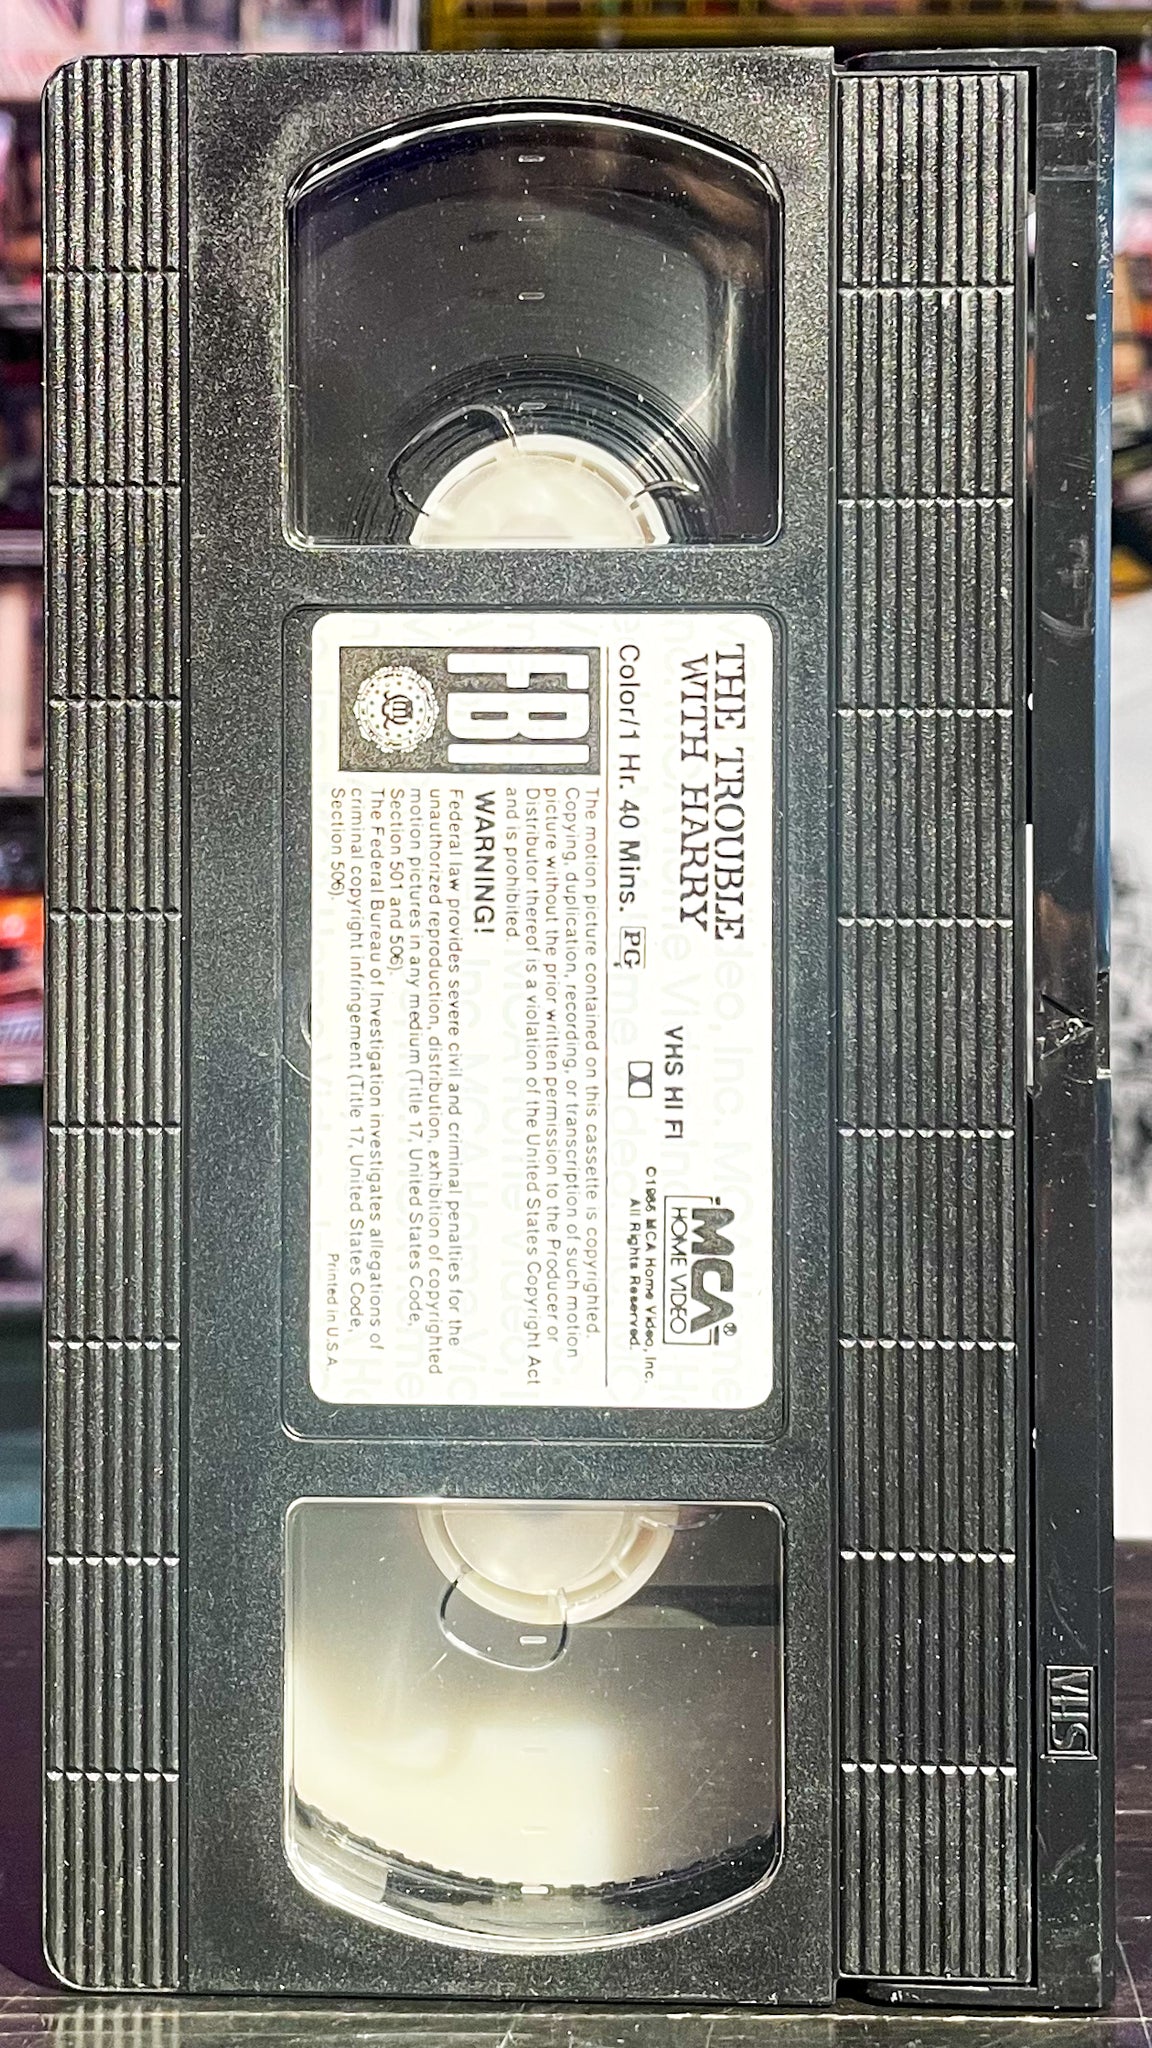 THE TROUBLE
WITH HARRY
VHS HI FI
MCA®
HOME VIDEO
Color/1 Hr. 40 Mins. PG
MCA Home Video, Inc.
All Rights Reserved.
FBI
The motion picture contained on this cassette is copyrighted.
Copying, duplication, recording, or transcription of such motion
picture without the prior written permission to the Producer or
Distributor thereof is a violation of the United States Copyright Act
and is prohibited.
WARNING!
Federal law provides severe civil and criminal penalties for the
unauthorized reproduction, distribution, exhibition of copyrighted
motion pictures in any medium (Title 17, United States Code,
Section 501 and 506).
The Federal Bureau of Investigation investigates allegations of
criminal copyright infringement (Title 17, United States Code,
Section 506).
Printed in U.S.A.
VHS